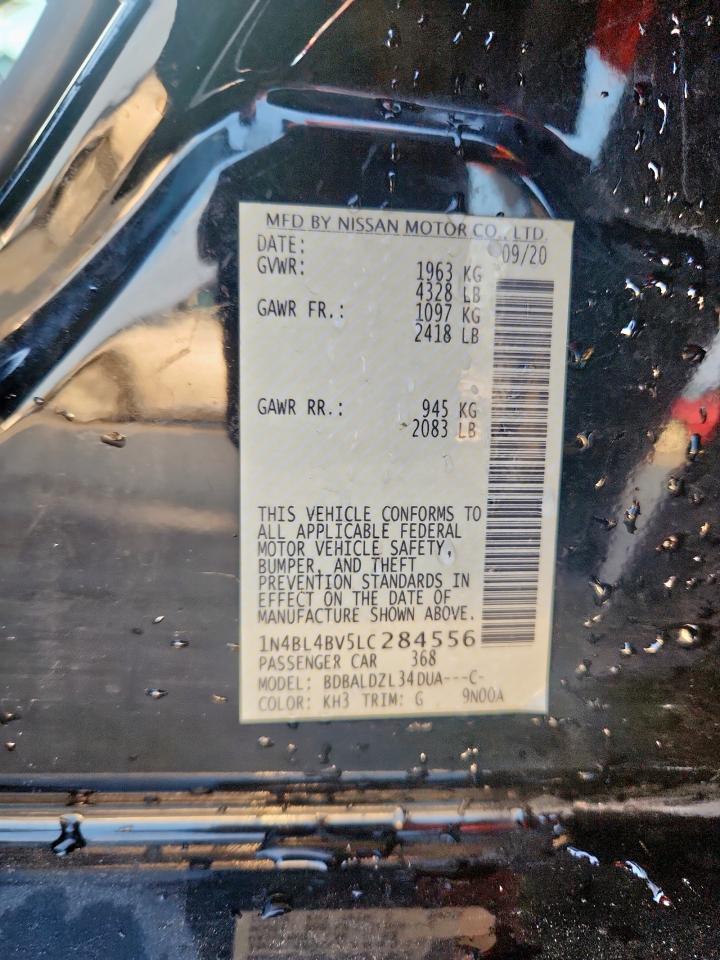 MFD BY NISSAN MOTOR CO., LTD.
DATE: 09/20
GVWR: 1963 KG
4328 LB
GAWR FR.: 1097 KG
2418 LB
GAWR RR.: 945 KG
2083 LB
THIS VEHICLE CONFORMS TO
ALL APPLICABLE FEDERAL
MOTOR VEHICLE SAFETY,
BUMPER, AND THEFT
PREVENTION STANDARDS IN
EFFECT ON THE DATE OF
MANUFACTURE SHOWN ABOVE.
1N4BL4BV5LC284556
PASSENGER CAR 368
MODEL: BDBALDZL34DUA---C-
COLOR: KH3 TRIM: G 9N00A